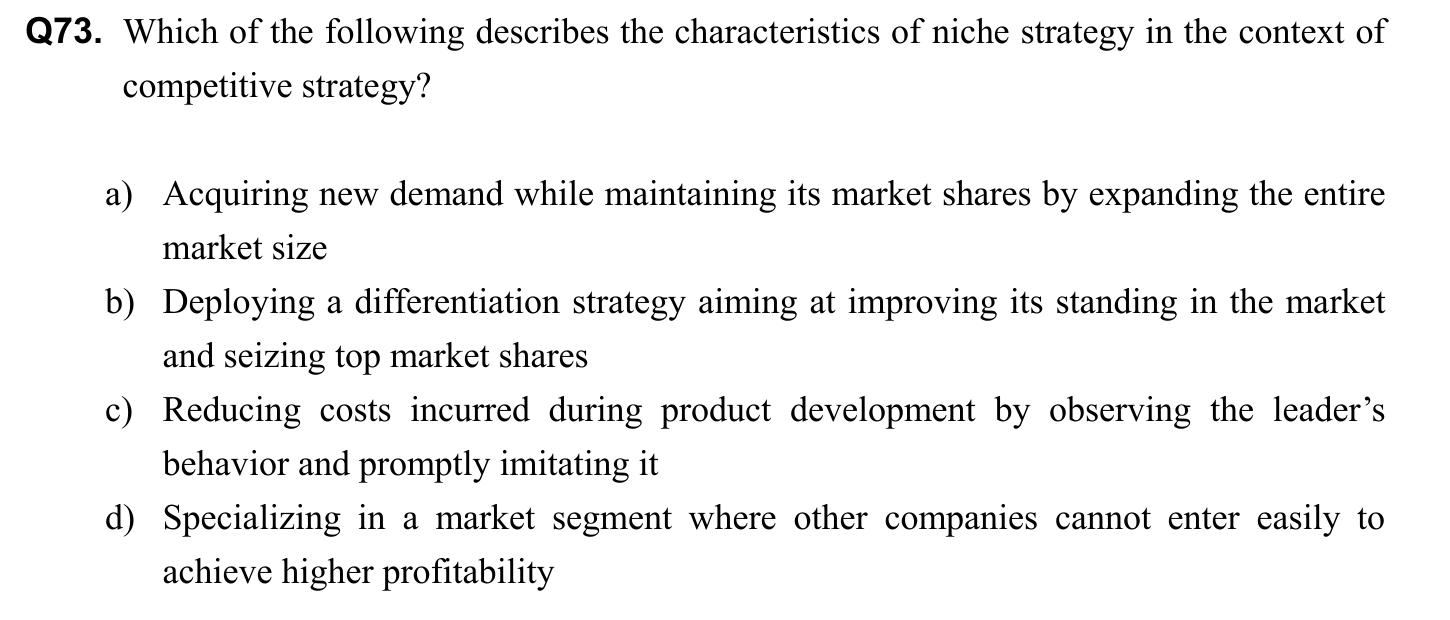 Q73. Which of the following describes the characteristics of niche strategy in the context of
competitive strategy?
a) Acquiring new demand while maintaining its market shares by expanding the entire
market size
b) Deploying a differentiation strategy aiming at improving its standing in the market
and seizing top market shares
c) Reducing costs incurred during product development by observing the leader’s
behavior and promptly imitating it
d) Specializing in a market segment where other companies cannot enter easily to
achieve higher profitability